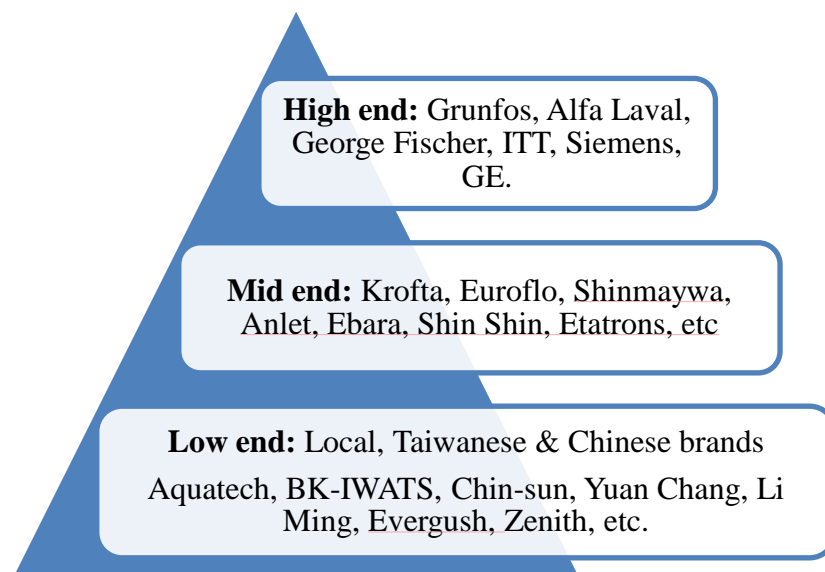 High end: Grunfos, Alfa Laval,
George Fischer, ITT, Siemens,
GE.
Mid end: Krofta, Euroflo, Shinmaywa,
Anlet, Ebara, Shin Shin, Etatrons, etc
Low end: Local, Taiwanese & Chinese brands
Aquatech, BK-IWATS, Chin-sun, Yuan Chang, Li
Ming, Evergush, Zenith, etc.